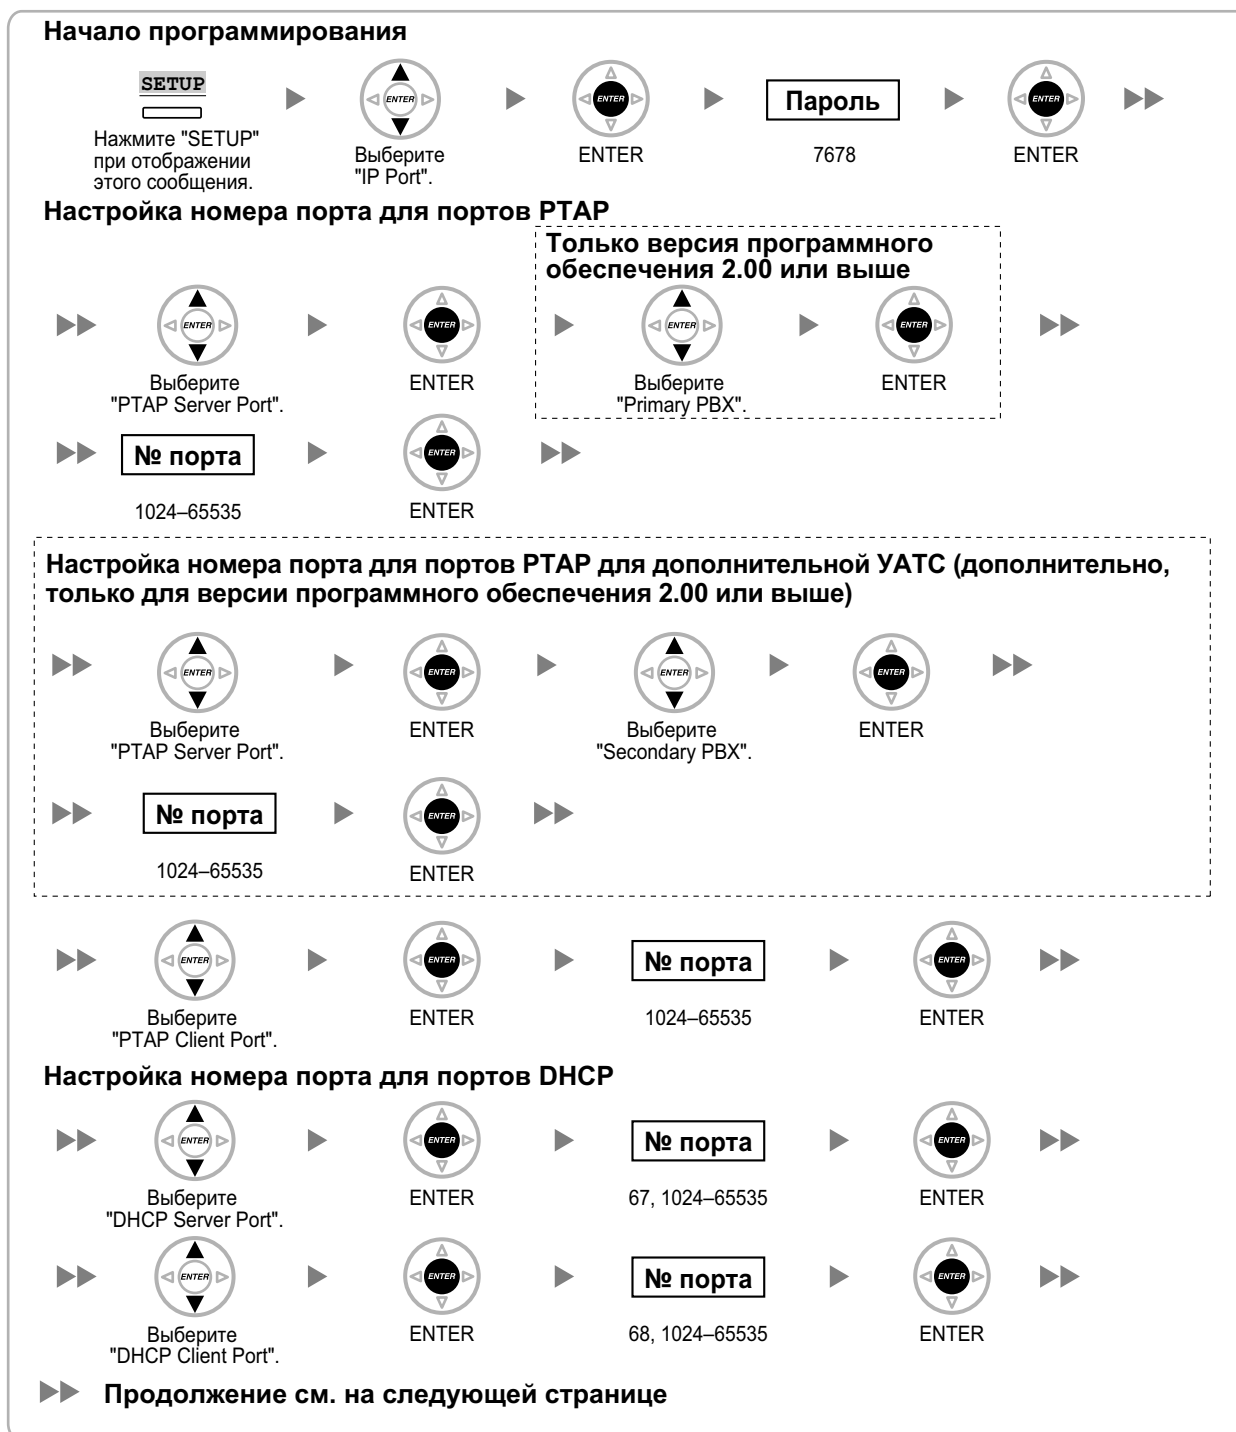 Начало программирования
SETUP
ENTER
ENTER
Пароль
ENTER
Нажмите "SETUP"
при отображении
этого сообщения.
Выберите
"IP Port".
ENTER
7678
ENTER
Настройка номера порта для портов PTAP
Только версия программного
обеспечения 2.00 или выше
ENTER
ENTER
ENTER
ENTER
Выберите
"PTAP Server Port".
ENTER
Выберите
"Primary PBX".
ENTER
№ порта
ENTER
1024–65535
ENTER
Настройка номера порта для портов PTAP для дополнительной УАТС (дополнительно,
только для версии программного обеспечения 2.00 или выше)
ENTER
ENTER
ENTER
ENTER
Выберите
"PTAP Server Port".
ENTER
Выберите
"Secondary PBX".
ENTER
№ порта
ENTER
1024–65535
ENTER
ENTER
ENTER
№ порта
ENTER
Выберите
"PTAP Client Port".
ENTER
1024–65535
ENTER
Настройка номера порта для портов DHCP
ENTER
ENTER
№ порта
ENTER
Выберите
"DHCP Server Port".
ENTER
67, 1024–65535
ENTER
ENTER
ENTER
№ порта
ENTER
Выберите
"DHCP Client Port".
ENTER
68, 1024–65535
ENTER
Продолжение см. на следующей странице